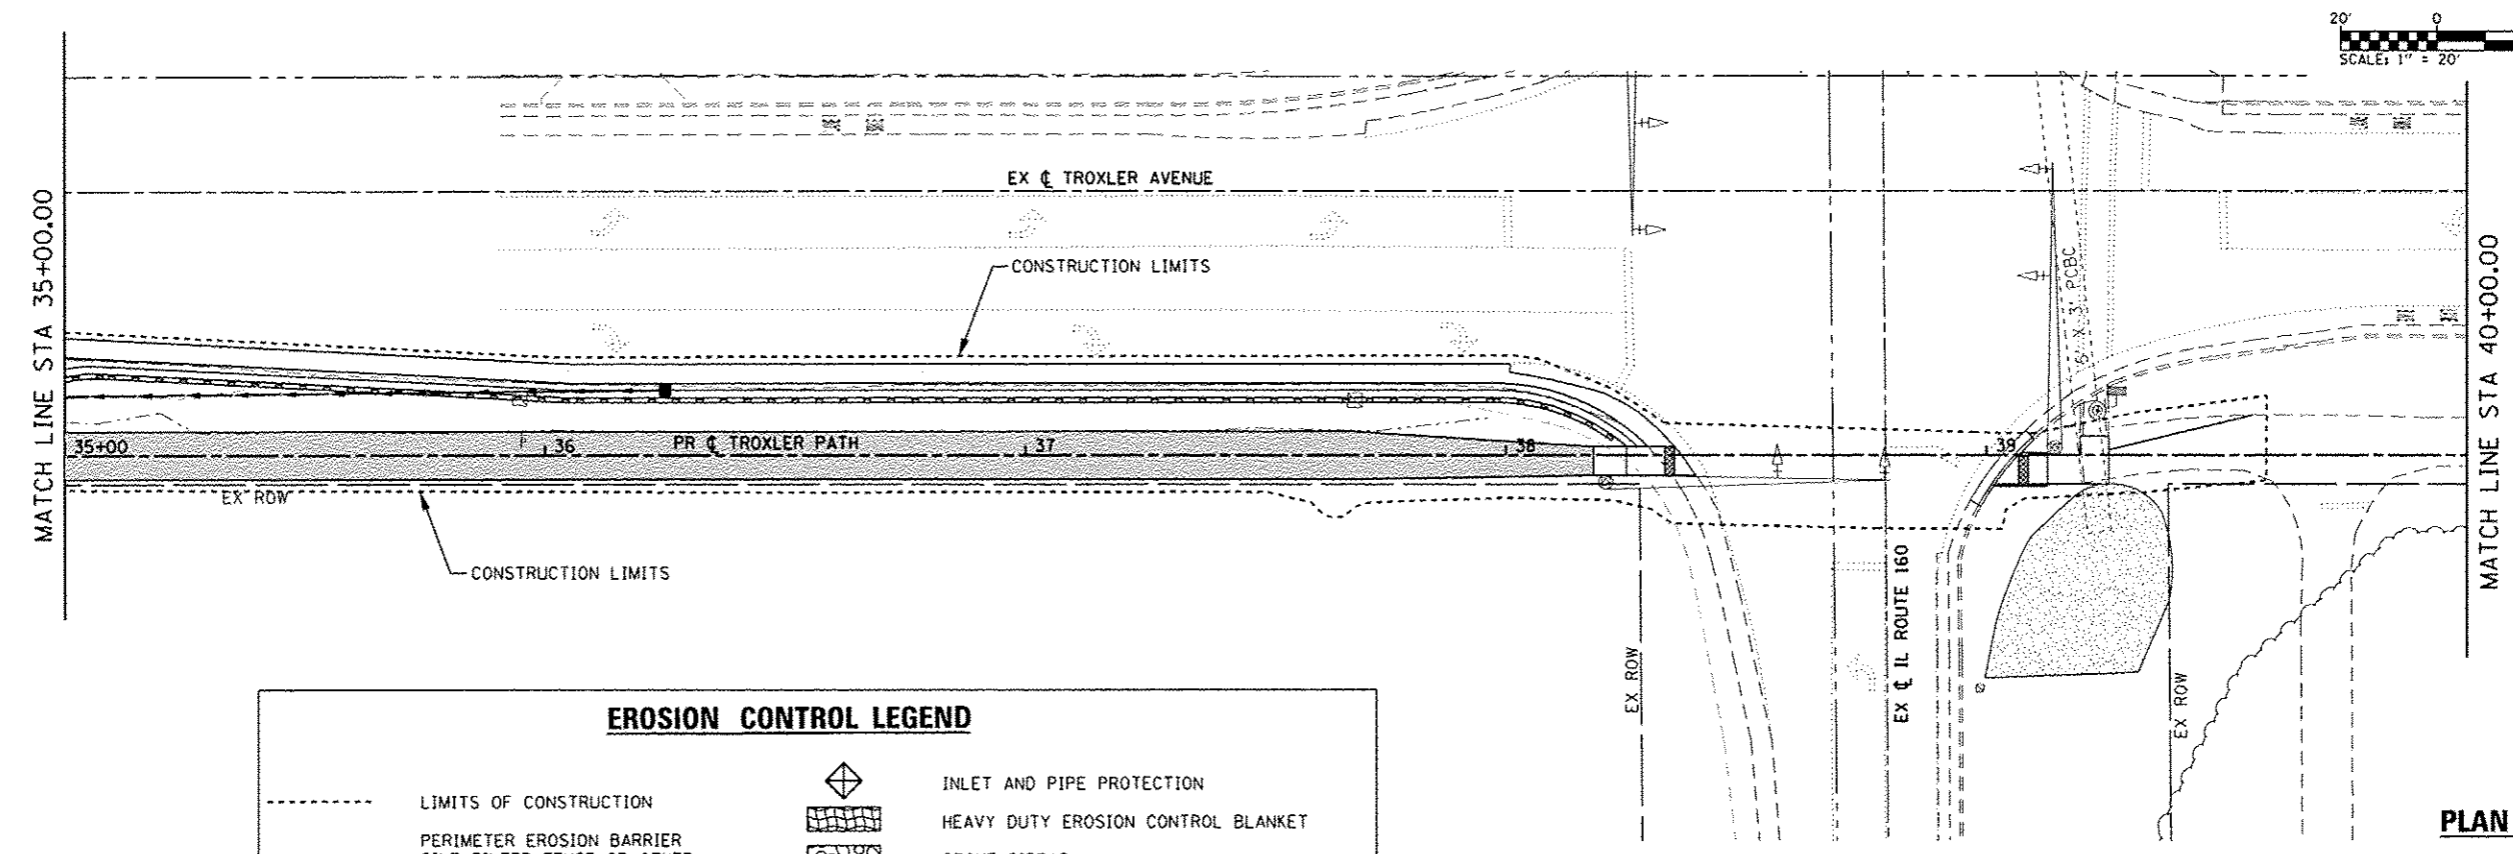 20' 0
SCALE: 1" = 20'
EX ℄ TROXLER AVENUE
MATCH LINE STA 35+00.00
CONSTRUCTION LIMITS
6' X 3' PCBC
MATCH LINE STA 40+00.00
35+00 36 PR ℄ TROXLER PATH 37 38 39
EX ROW
CONSTRUCTION LIMITS
EX ROW
EX ℄ IL ROUTE 160
EX ROW
EROSION CONTROL LEGEND
INLET AND PIPE PROTECTION
LIMITS OF CONSTRUCTION
HEAVY DUTY EROSION CONTROL BLANKET
PERIMETER EROSION BARRIER
PLAN